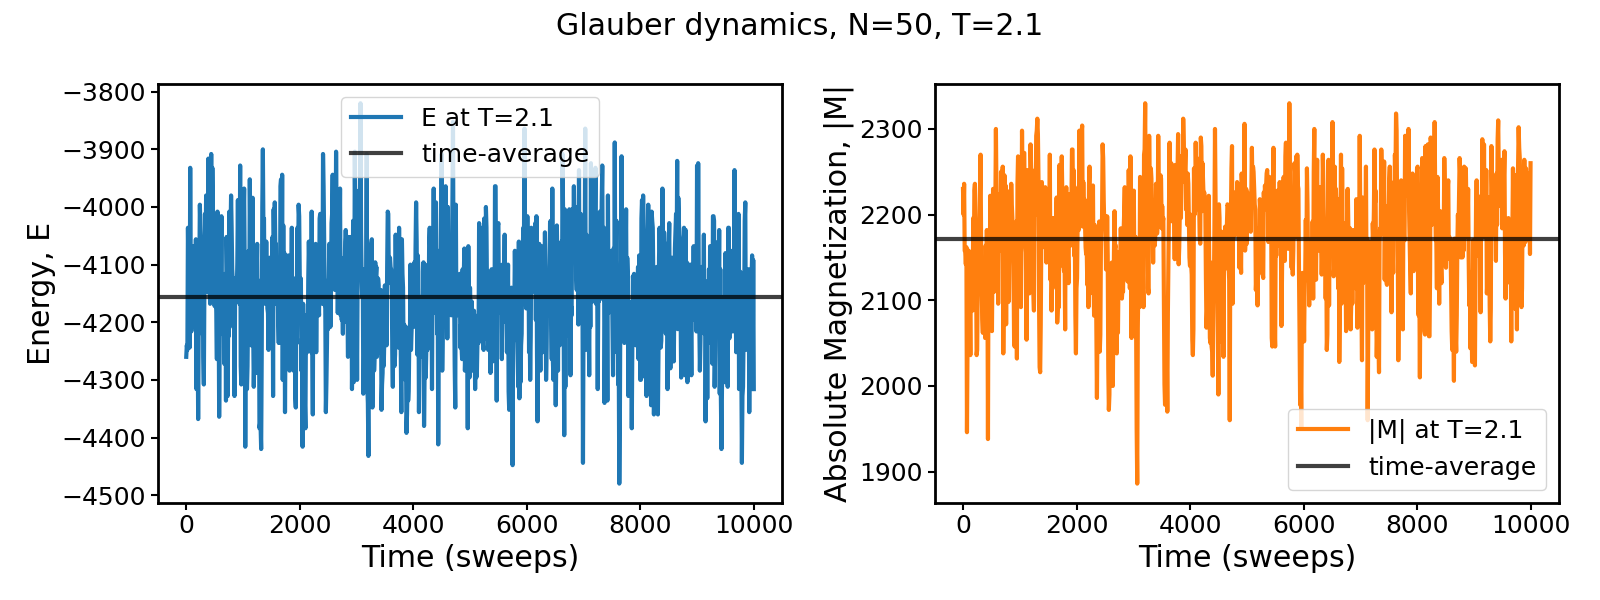 Glauber dynamics, N=50, T=2.1
Energy, E
−3800
−3900
−4000
−4100
−4200
−4300
−4400
−4500
E at T=2.1
time-average
0 2000 4000 6000 8000 10000
Time (sweeps)
Absolute Magnetization, |M|
2300
2200
2100
2000
1900
|M| at T=2.1
time-average
0 2000 4000 6000 8000 10000
Time (sweeps)